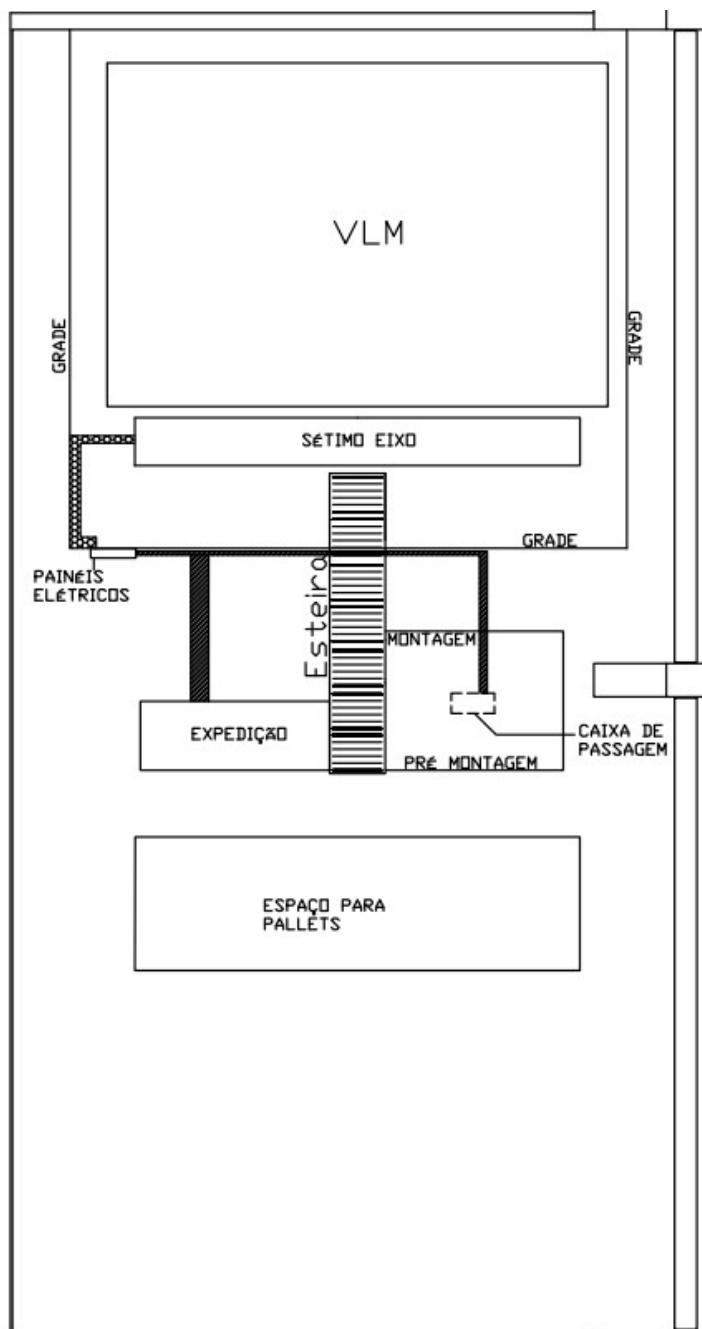 VLM
GRADE
GRADE
SÉTIMO EIXO
GRADE
PAINÉIS
ELÉTRICOS
Esteira
MONTAGEM
EXPEDIÇÃO
CAIXA DE
PASSAGEM
PRÉ MONTAGEM
ESPAÇO PARA
PALLETS